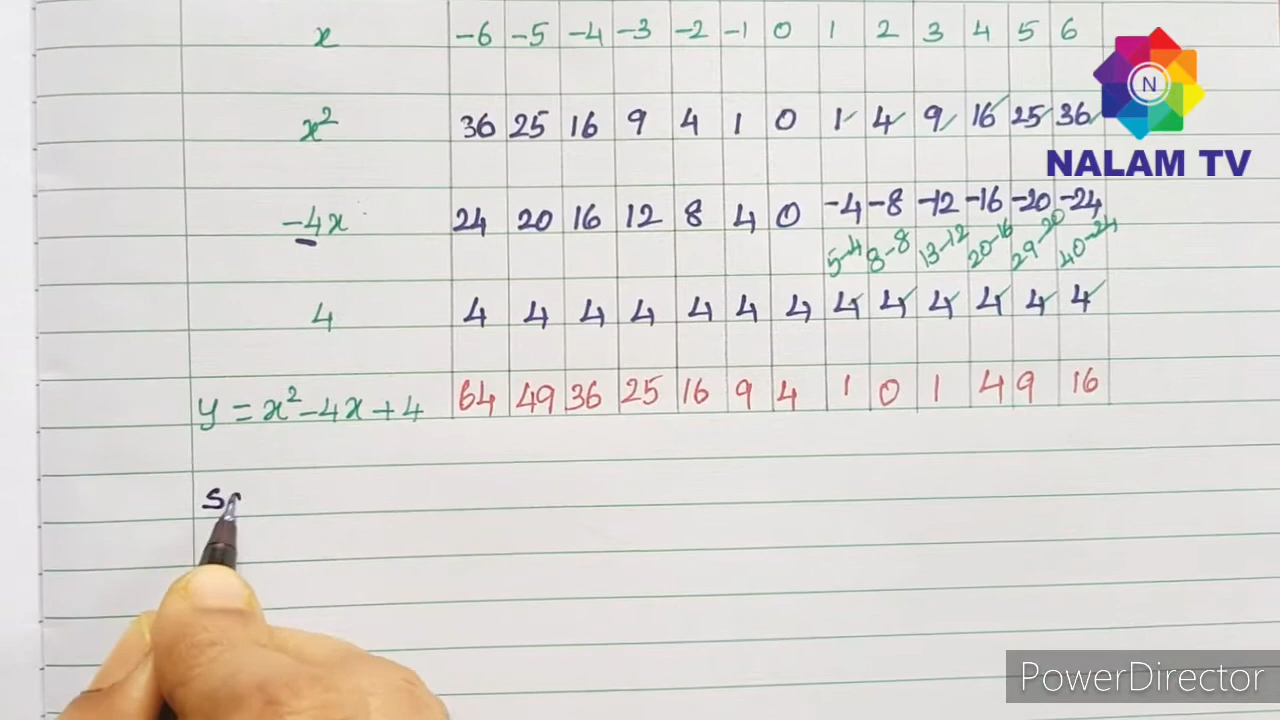 x -6 -5 -4 -3 -2 -1 0 1 2 3 4 5 6
x² 36 25 16 9 4 1 0 1 4 9 16 25 36
N
NALAM TV
-4x 24 20 16 12 8 4 0 -4 -8 -12 -16 -20 -24
5-4 8-8 13-12 20-16 29-20 40-24
4 4 4 4 4 4 4 4 4 4 4 4 4 4
y = x² - 4x + 4 64 49 36 25 16 9 4 1 0 1 4 9 16
PowerDirector